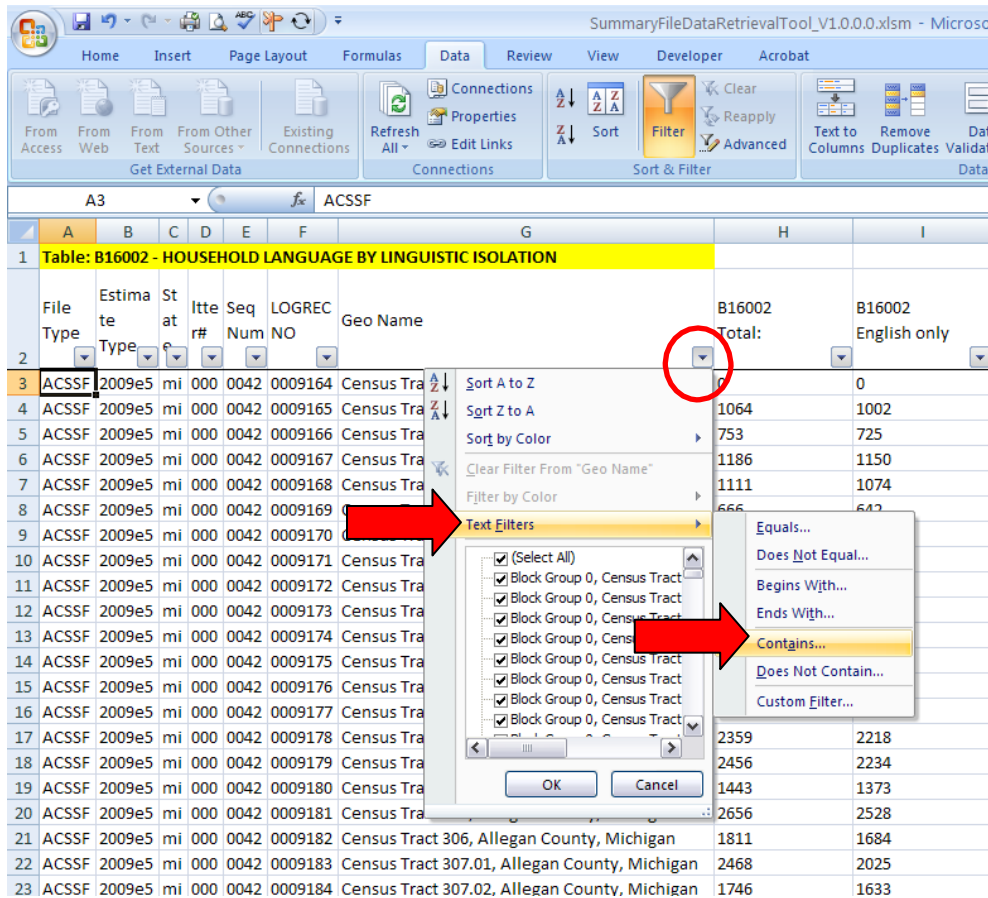 SummaryFileDataRetrievalTool_V1.0.0.0.xlsm - Microsoft
Home Insert Page Layout Formulas Data Review View Developer Acrobat
From Access From Web From Text From Other Sources Existing Connections Refresh All Connections Properties Edit Links Sort Filter Clear Reapply Advanced Text to Columns Remove Duplicates
Get External Data Connections Sort & Filter Data
A3 fx ACSSF
A B C D E F G H I
1 Table: B16002 - HOUSEHOLD LANGUAGE BY LINGUISTIC ISOLATION
2 File Type Estimate Type State Itter# Seq Num LOGRECNO Geo Name B16002 Total: B16002 English only
3 ACSSF 2009e5 mi 000 0042 0009164 Census Tra 0 0
4 ACSSF 2009e5 mi 000 0042 0009165 Census Tra 1064 1002
5 ACSSF 2009e5 mi 000 0042 0009166 Census Tra 753 725
6 ACSSF 2009e5 mi 000 0042 0009167 Census Tra 1186 1150
7 ACSSF 2009e5 mi 000 0042 0009168 Census Tra 1111 1074
8 ACSSF 2009e5 mi 000 0042 0009169 666 642
9 ACSSF 2009e5 mi 000 0042 0009170
10 ACSSF 2009e5 mi 000 0042 0009171 Census Tra
11 ACSSF 2009e5 mi 000 0042 0009172 Census Tra
12 ACSSF 2009e5 mi 000 0042 0009173 Census Tra
13 ACSSF 2009e5 mi 000 0042 0009174 Census Tra
14 ACSSF 2009e5 mi 000 0042 0009175 Census Tra
15 ACSSF 2009e5 mi 000 0042 0009176 Census Tra
16 ACSSF 2009e5 mi 000 0042 0009177 Census Tra
17 ACSSF 2009e5 mi 000 0042 0009178 Census Tra 2359 2218
18 ACSSF 2009e5 mi 000 0042 0009179 Census Tra 2456 2234
19 ACSSF 2009e5 mi 000 0042 0009180 Census Tra 1443 1373
20 ACSSF 2009e5 mi 000 0042 0009181 Census Tra 2656 2528
21 ACSSF 2009e5 mi 000 0042 0009182 Census Tract 306, Allegan County, Michigan 1811 1684
22 ACSSF 2009e5 mi 000 0042 0009183 Census Tract 307.01, Allegan County, Michigan 2468 2025
23 ACSSF 2009e5 mi 000 0042 0009184 Census Tract 307.02, Allegan County, Michigan 1746 1633
Sort A to Z
Sort Z to A
Sort by Color
Clear Filter From "Geo Name"
Filter by Color
Text Filters
(Select All)
Block Group 0, Census Tract
Block Group 0, Census Tract
Block Group 0, Census Tract
Block Group 0, Census Tract
Block Group 0, Census Tract
Block Group 0, Census Tract
Block Group 0, Census Tract
Block Group 0, Census Tract
OK Cancel
Equals...
Does Not Equal...
Begins With...
Ends With...
Contains...
Does Not Contain...
Custom Filter...